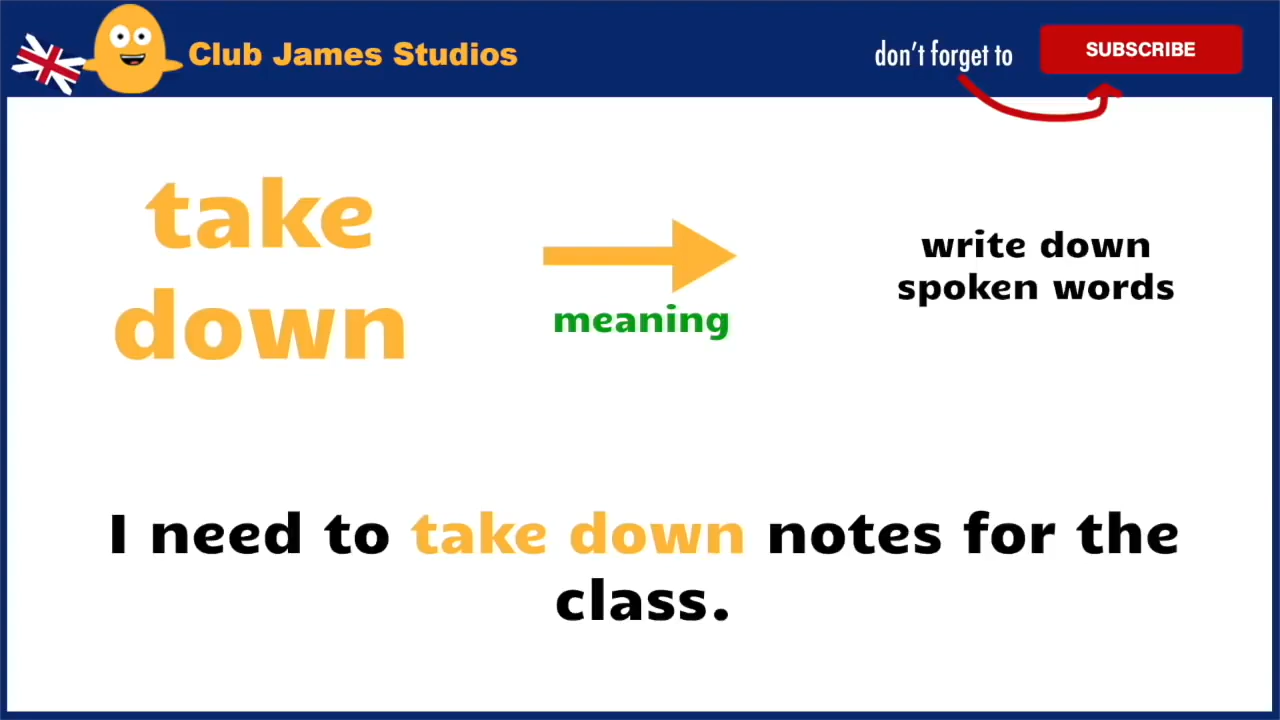 Club James Studios
don't forget to
SUBSCRIBE
take
down
meaning
write down
spoken words
I need to take down notes for the
class.